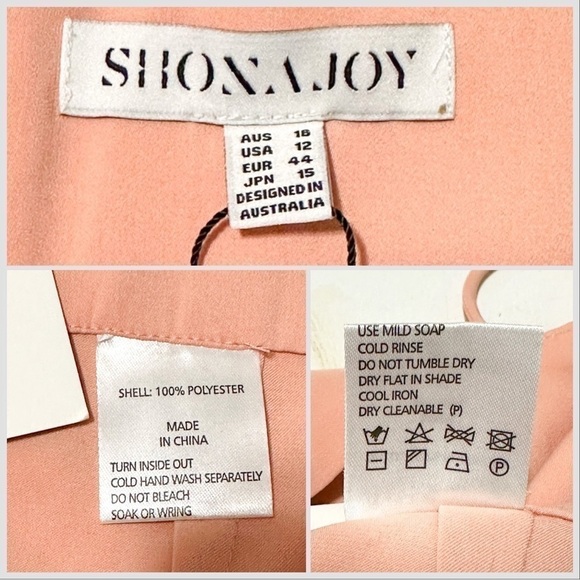 SHONA JOY
AUS 16
USA 12
EUR 44
JPN 15
DESIGNED IN
AUSTRALIA
SHELL: 100% POLYESTER
MADE
IN CHINA
TURN INSIDE OUT
COLD HAND WASH SEPARATELY
DO NOT BLEACH
SOAK OR WRING
USE MILD SOAP
COLD RINSE
DO NOT TUMBLE DRY
DRY FLAT IN SHADE
COOL IRON
DRY CLEANABLE (P)
P